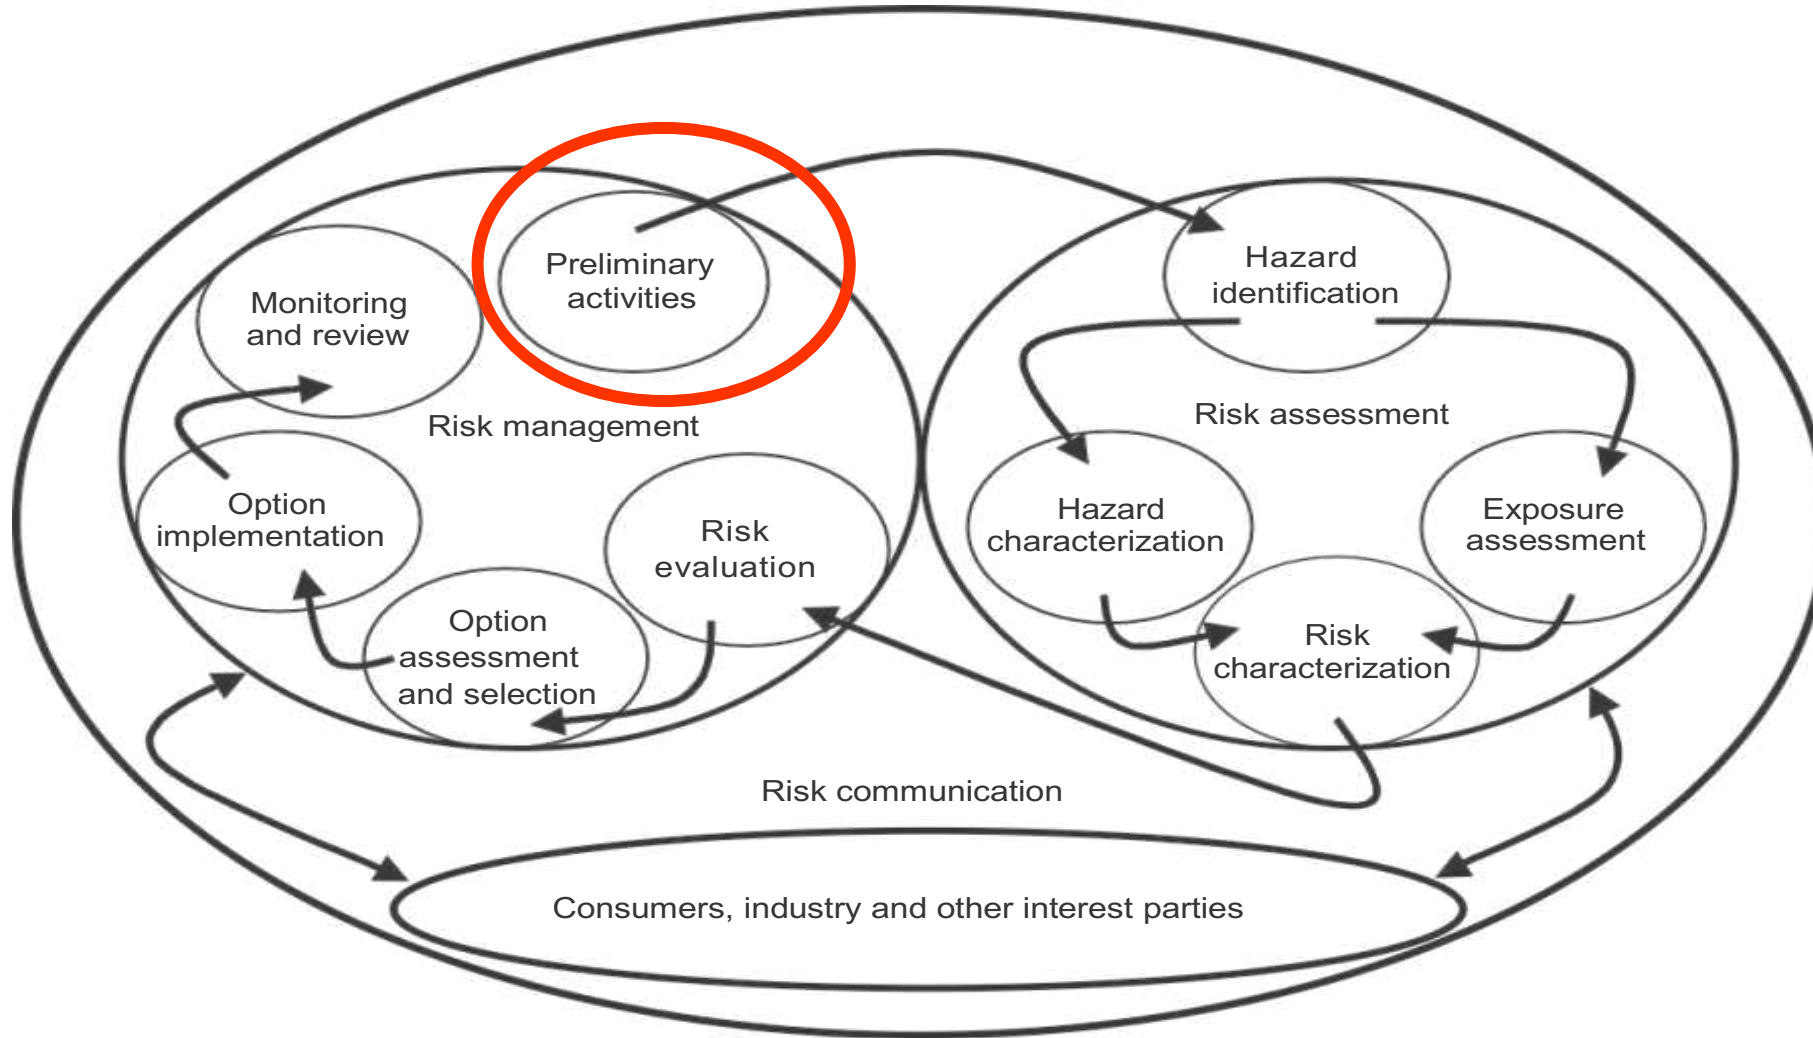 Preliminary
activities
Monitoring
and review
Risk management
Option
implementation
Risk
evaluation
Option
assessment
and selection
Hazard
identification
Risk assessment
Hazard
characterization
Exposure
assessment
Risk
characterization
Risk communication
Consumers, industry and other interest parties